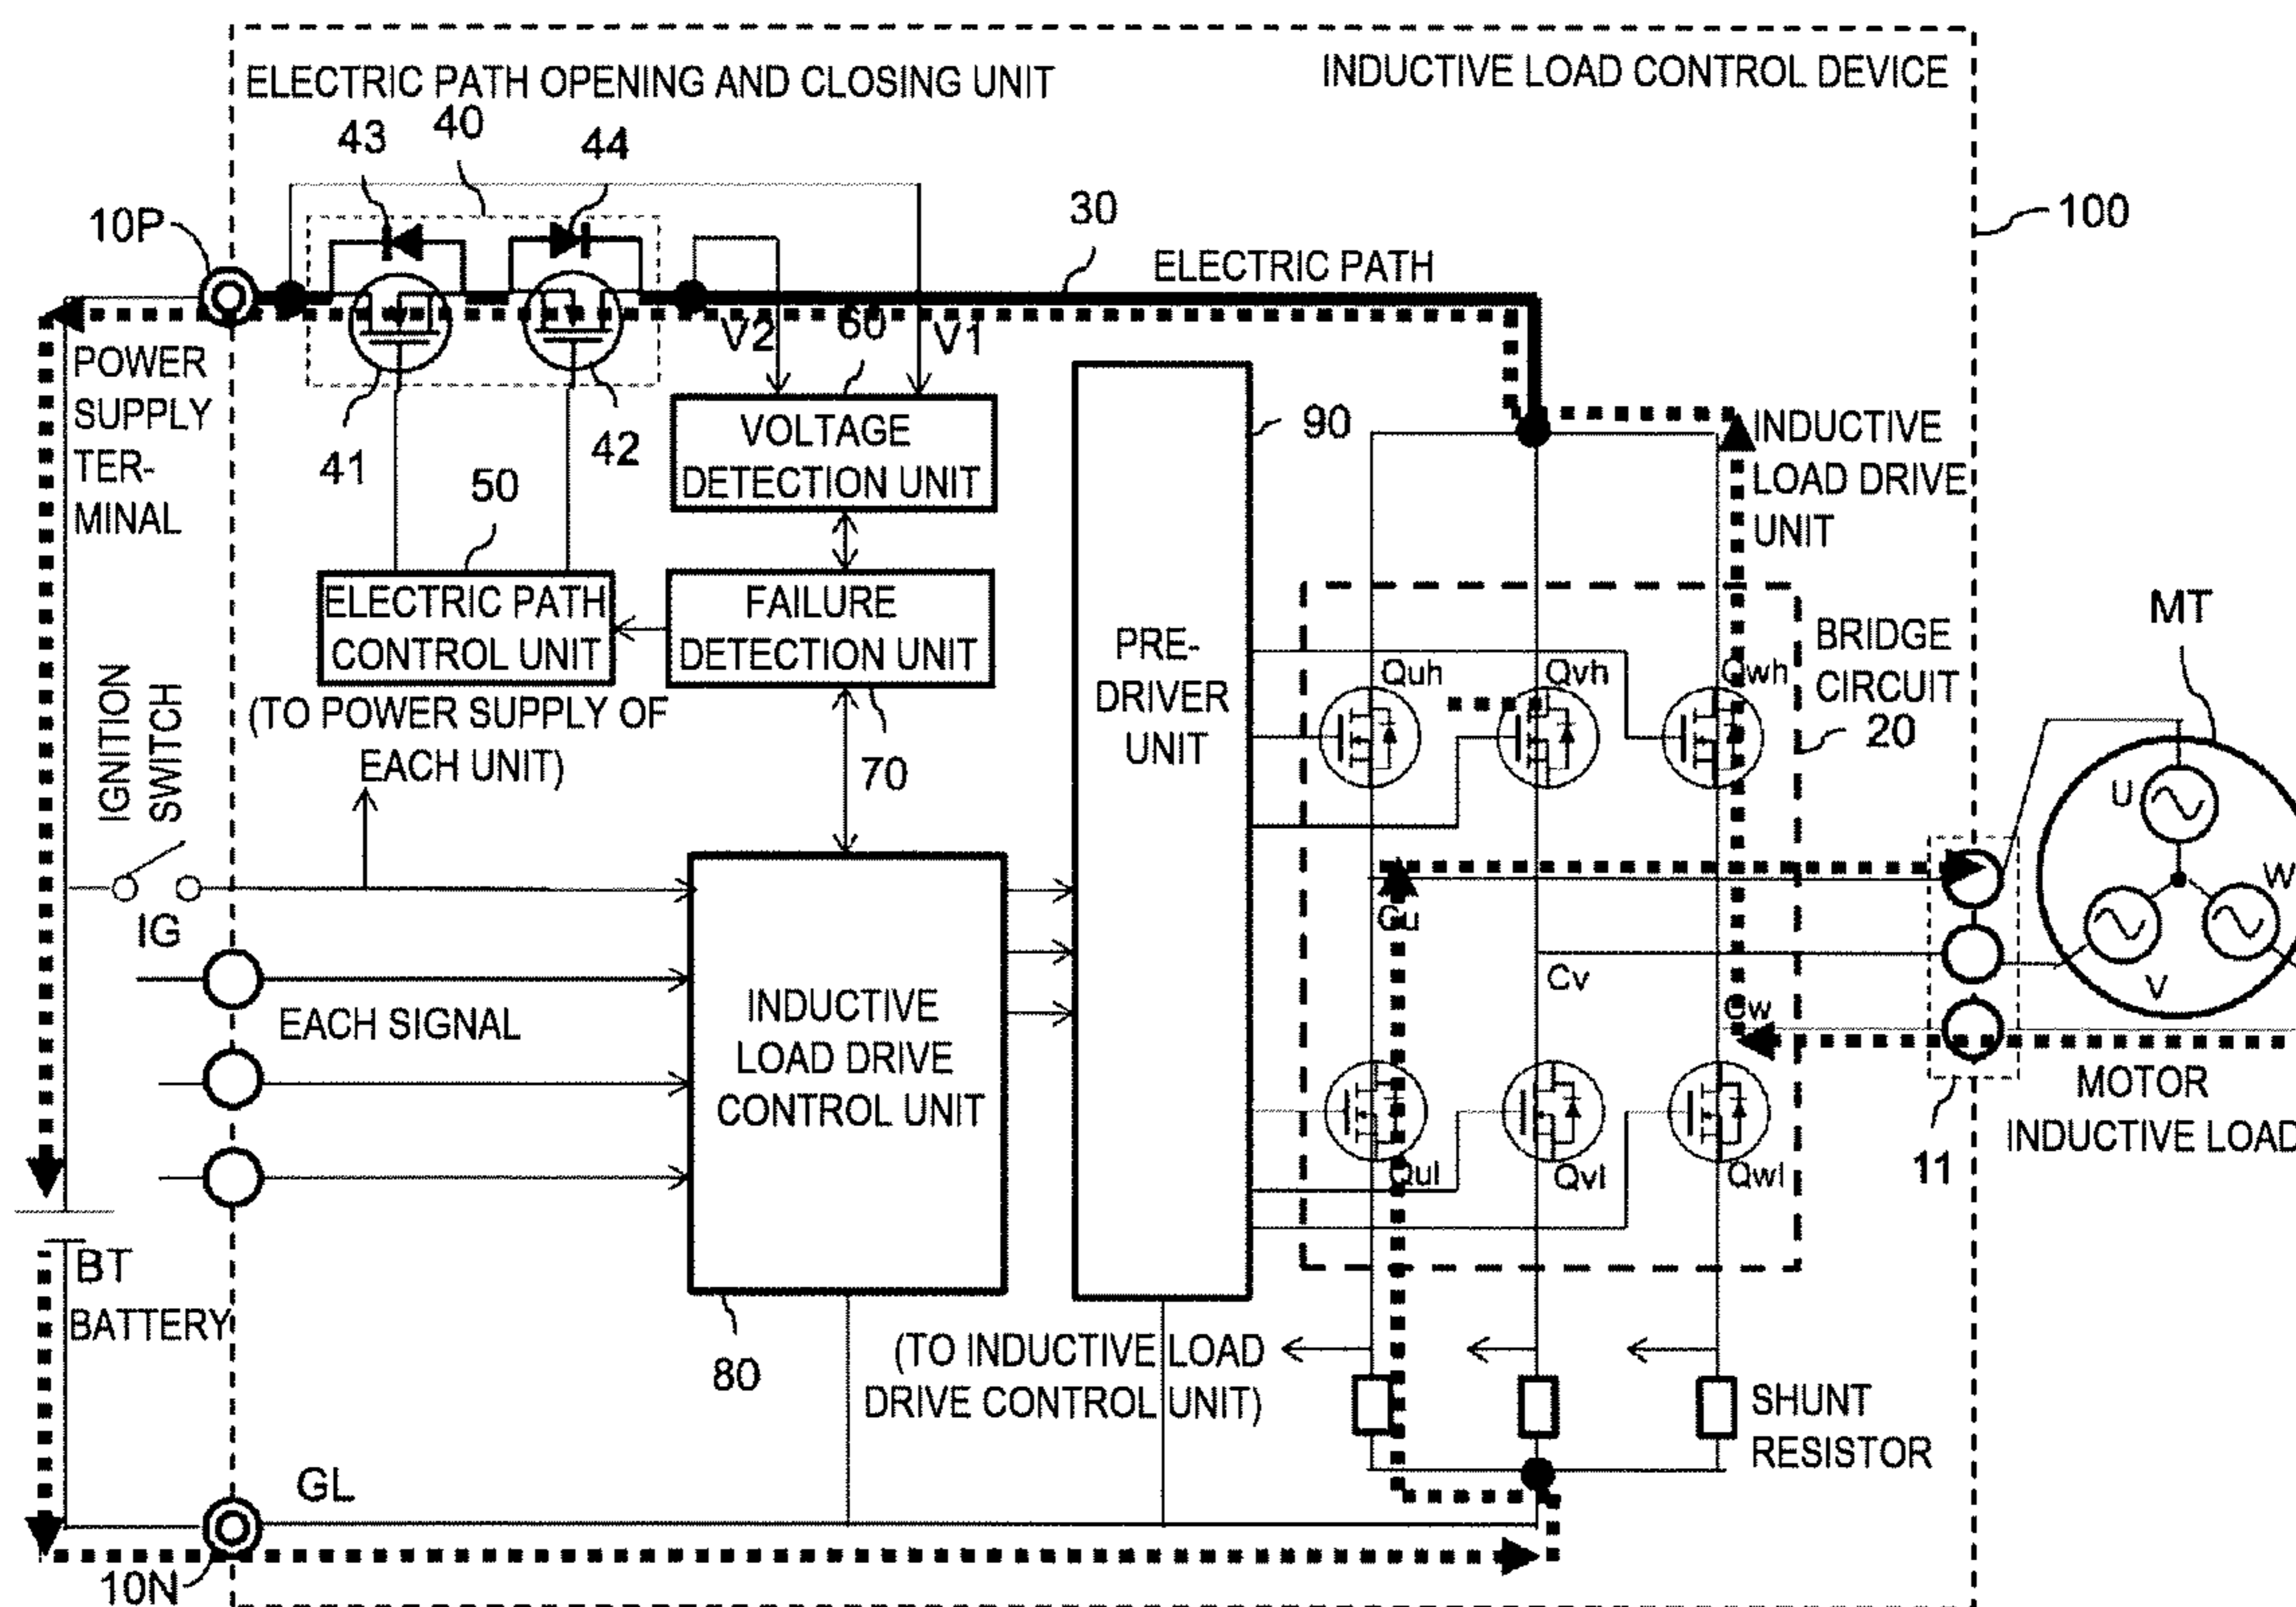 ELECTRIC PATH OPENING AND CLOSING UNIT
INDUCTIVE LOAD CONTROL DEVICE
40
43
44
10P
30
100
ELECTRIC PATH
V2
60
V1
POWER
SUPPLY
TER-
MINAL
41
42
90
VOLTAGE
DETECTION UNIT
INDUCTIVE
LOAD DRIVE
UNIT
50
ELECTRIC PATH
CONTROL UNIT
FAILURE
DETECTION UNIT
MT
BRIDGE
CIRCUIT
20
PRE-
DRIVER
UNIT
Quh
Qvh
Qwh
IGNITION
SWITCH
(TO POWER SUPPLY OF
EACH UNIT)
70
U
W
V
IG
Cu
Cv
Cw
EACH SIGNAL
INDUCTIVE
LOAD DRIVE
CONTROL UNIT
MOTOR
INDUCTIVE LOAD
11
Qul
Qvl
Qwl
BT
BATTERY
80
(TO INDUCTIVE LOAD
DRIVE CONTROL UNIT)
SHUNT
RESISTOR
GL
10N